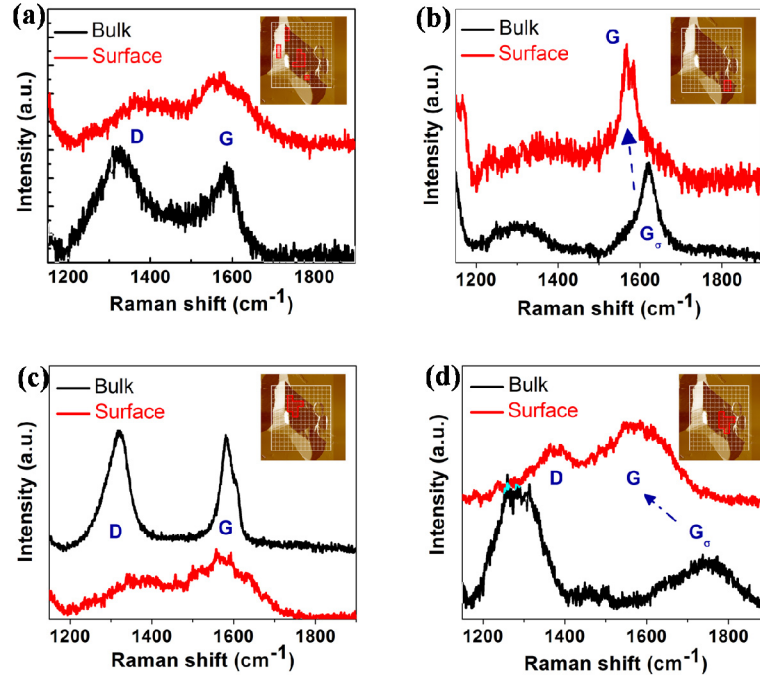 (a)
Bulk
Surface
D
G
Intensity (a.u.)
1200 1400 1600 1800
Raman shift (cm⁻¹)
(b)
Bulk
Surface
G
Gσ
Intensity (a.u.)
1200 1400 1600 1800
Raman shift (cm⁻¹)
(c)
Bulk
Surface
D
G
Intensity (a.u.)
1200 1400 1600 1800
Raman shift (cm⁻¹)
(d)
Bulk
Surface
D
G
Gσ
Intensity (a.u.)
1200 1400 1600 1800
Raman shift (cm⁻¹)